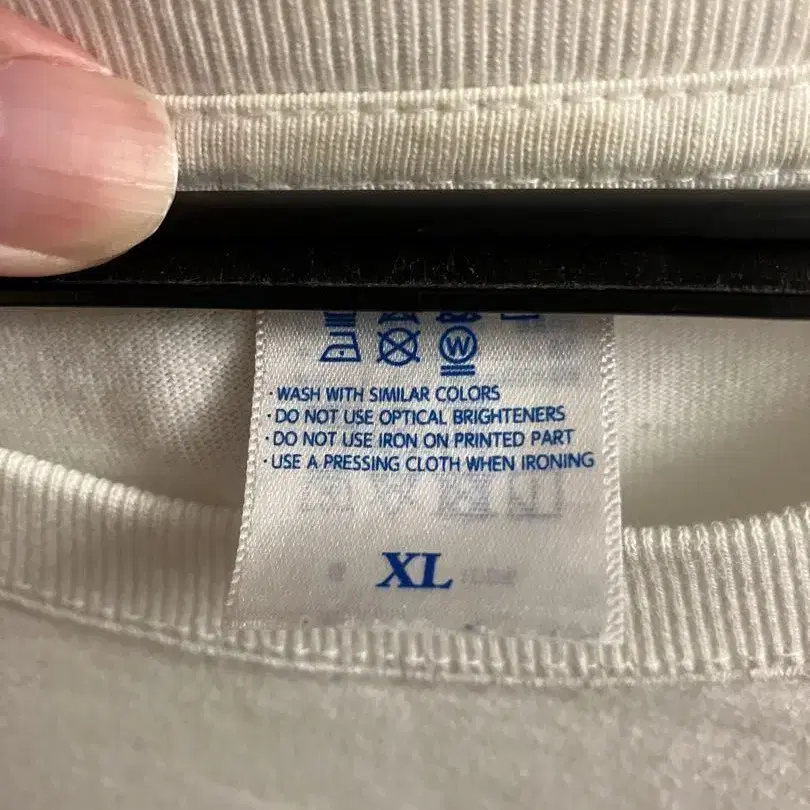 W
· WASH WITH SIMILAR COLORS
· DO NOT USE OPTICAL BRIGHTENERS
· DO NOT USE IRON ON PRINTED PART
· USE A PRESSING CLOTH WHEN IRONING
XL